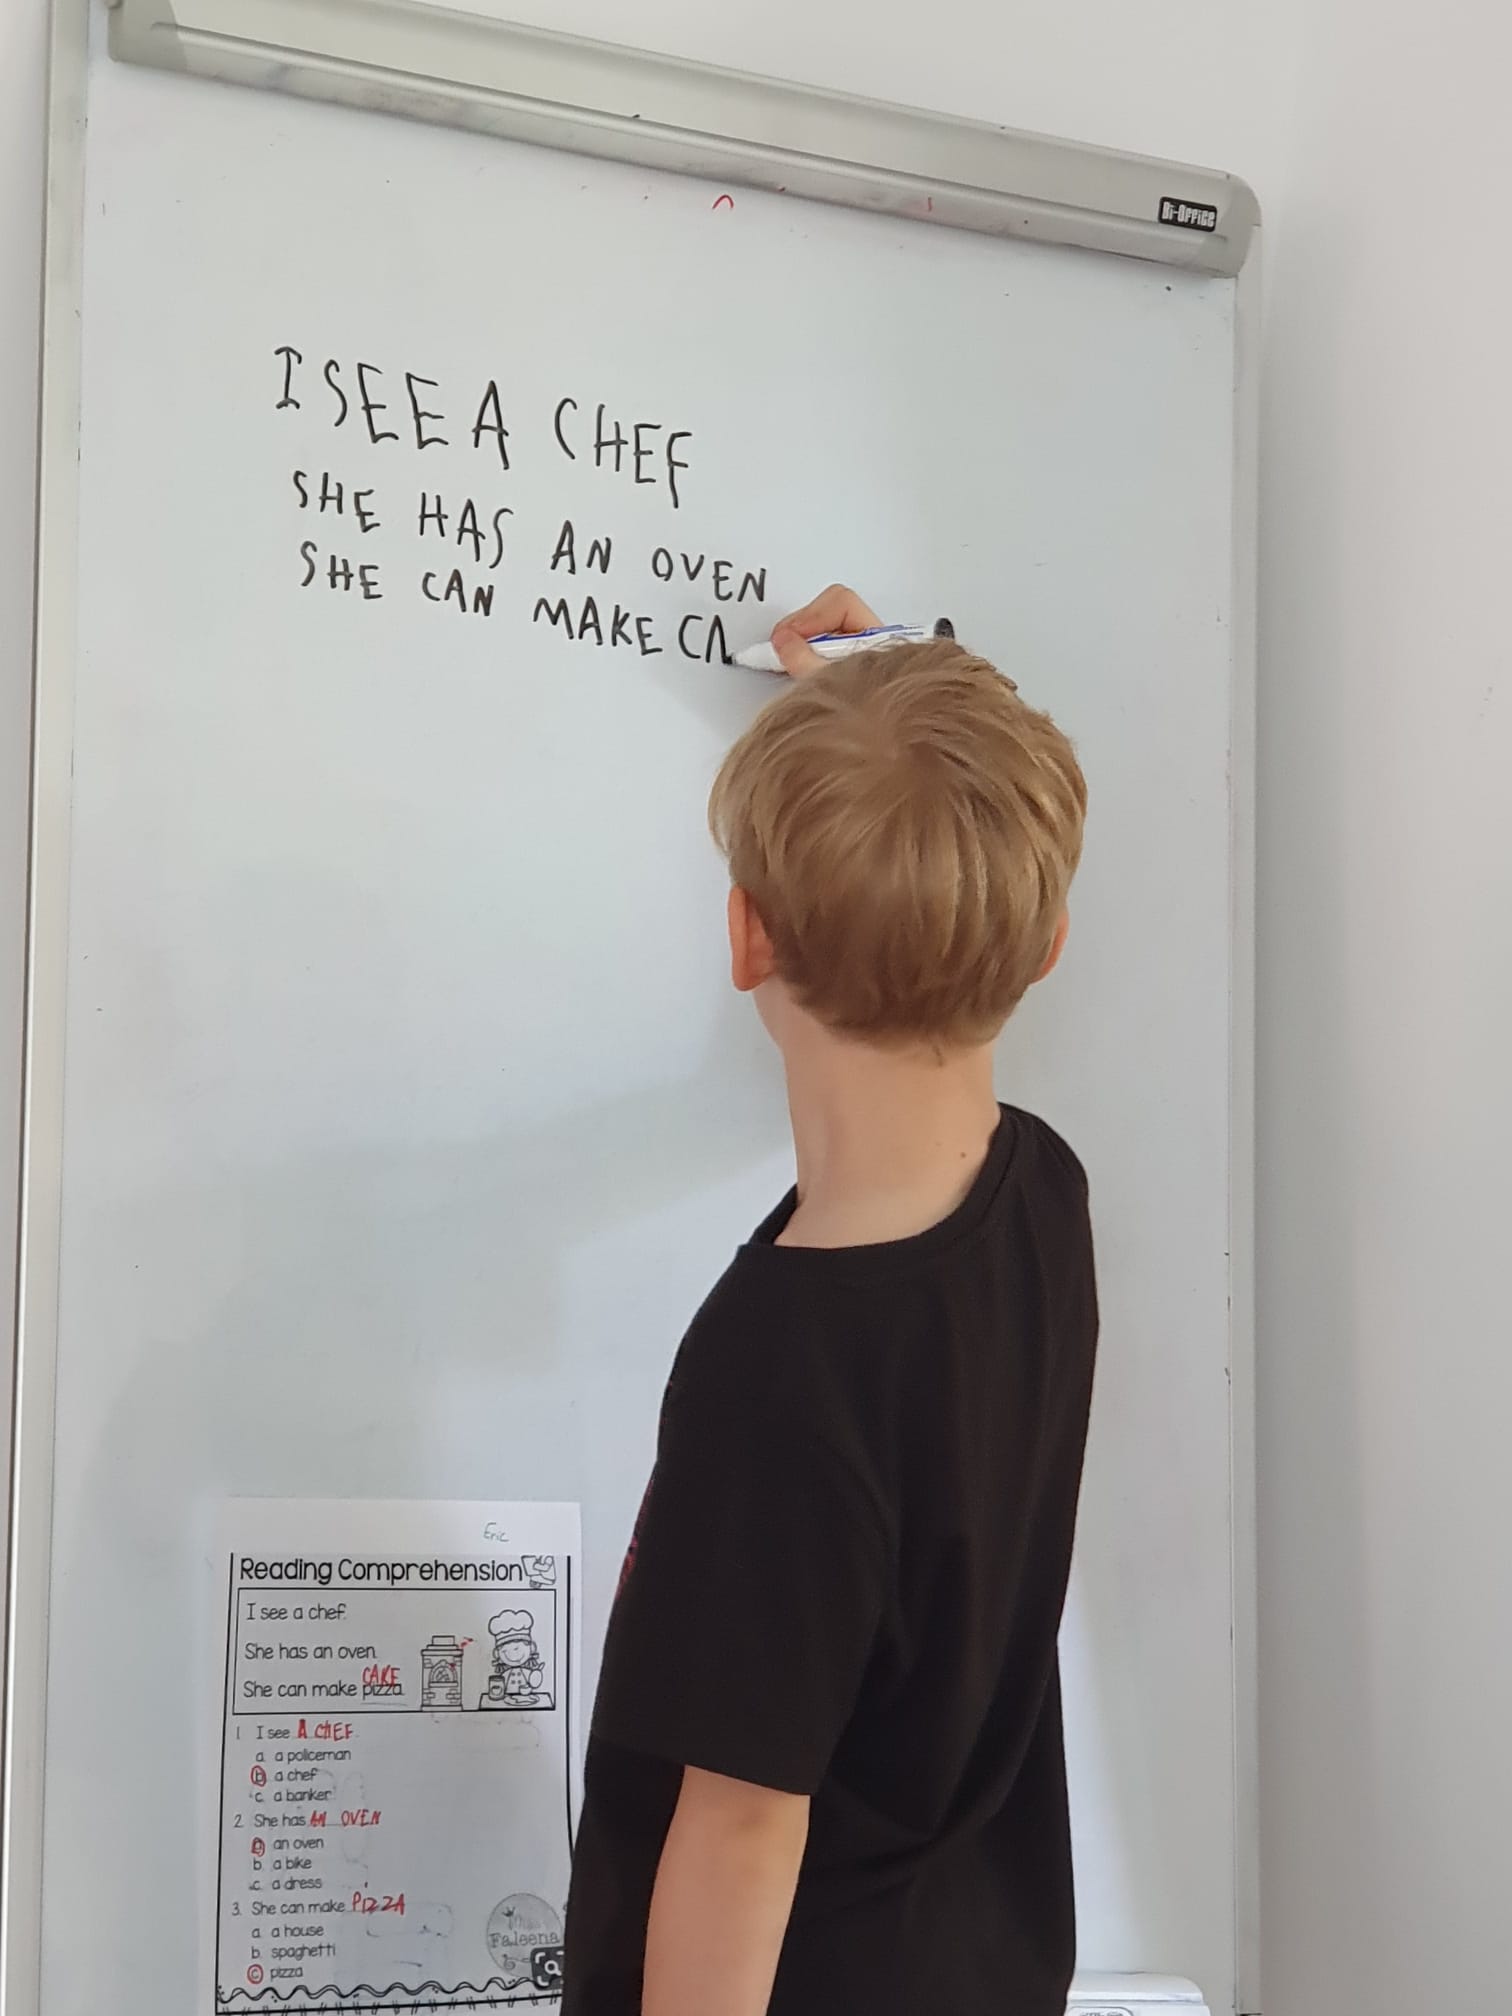 Bi-Office
I SEE A CHEF
SHE HAS AN OVEN
SHE CAN MAKE CA
Eric
Reading Comprehension
I see a chef.
She has an oven.
CAKE
She can make pizza.
1. I see A CHEF.
a. a policeman
b. a chef
c. a banker
2. She has AN OVEN
a. an oven
b. a bike
c. a dress
3. She can make PIZZA
a. a house
b. spaghetti
c. pizza
Faleena